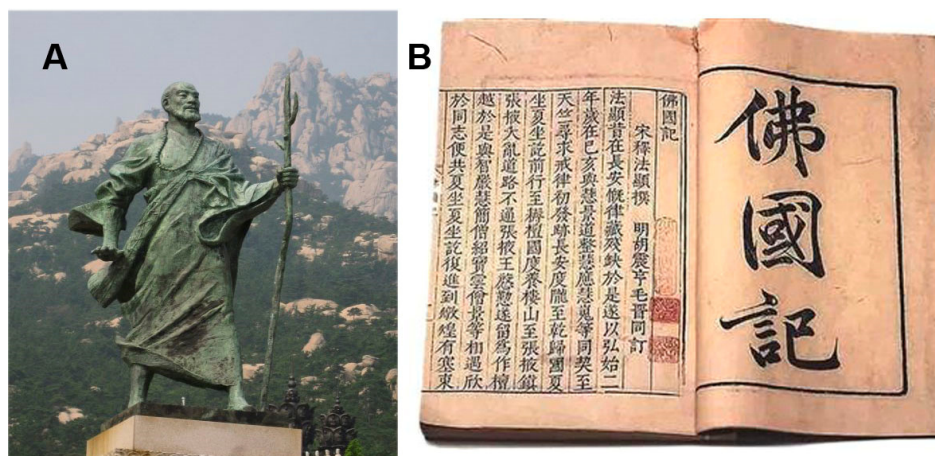 A
B
佛國記
佛國記
宋釋法顯撰 明胡震亨毛晉同訂
法顯昔在長安慨律藏殘缺於是遂以弘始二
年歲在己亥與慧景道整慧應慧嵬等同契至
天竺尋求戒律初發跡長安度隴至乾歸國夏
坐夏坐訖前行至耨檀國度養樓山至張掖鎮
張掖大亂道路不通張掖王慇懃遂留爲作檀
越於是與智嚴慧簡僧紹寶雲僧景等相遇欣
於同志便共夏坐夏坐訖復進到燉煌有塞東